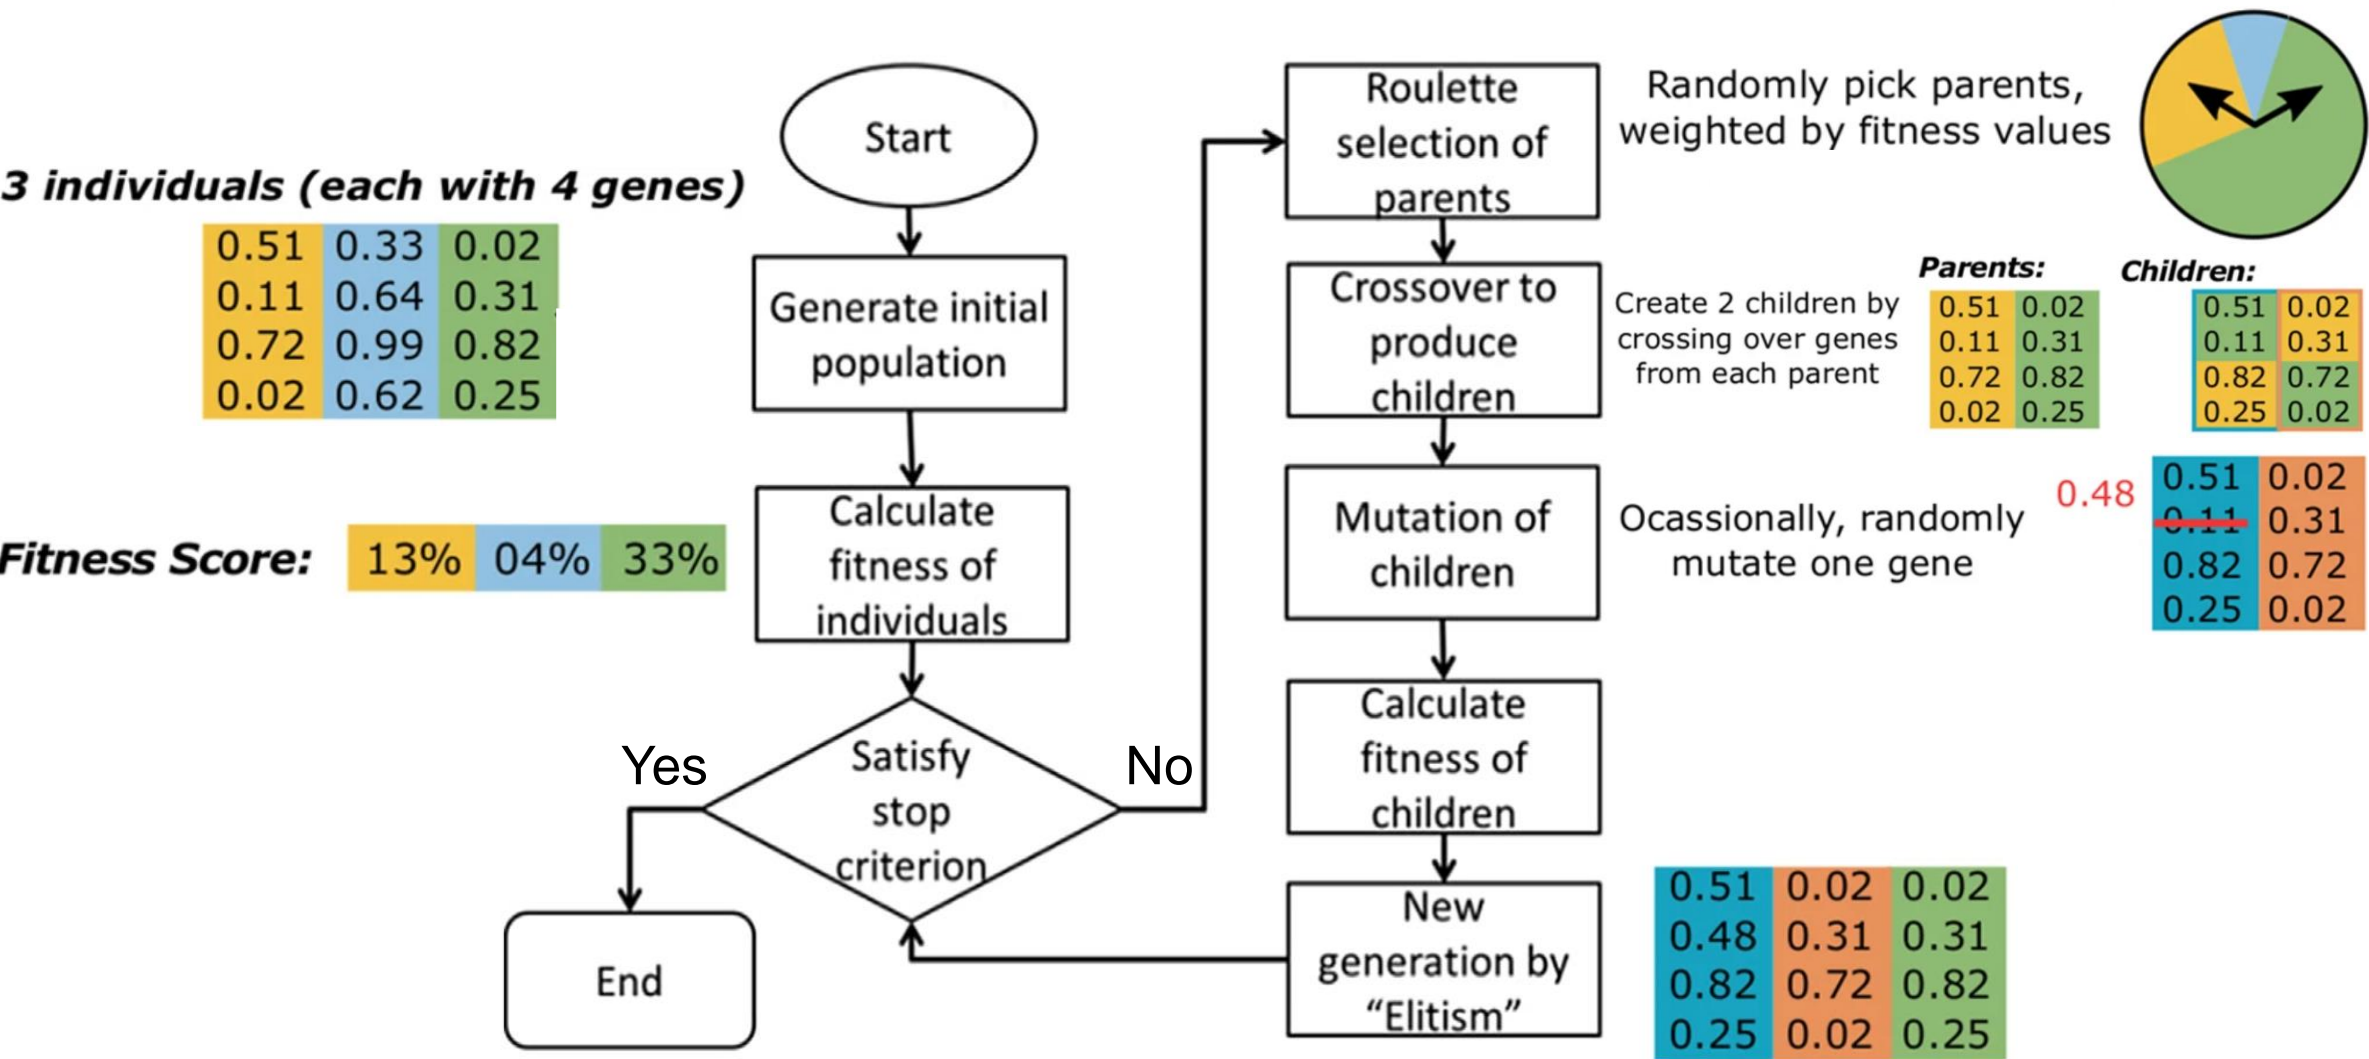 Start
3 individuals (each with 4 genes)
0.51 0.33 0.02
0.11 0.64 0.31
0.72 0.99 0.82
0.02 0.62 0.25
Generate initial
population
Fitness Score: 13% 04% 33%
Calculate
fitness of
individuals
Satisfy
stop
criterion
Yes
No
End
Roulette
selection of
parents
Randomly pick parents,
weighted by fitness values
Crossover to
produce
children
Create 2 children by
crossing over genes
from each parent
Parents:
0.51 0.02
0.11 0.31
0.72 0.82
0.02 0.25
Children:
0.51 0.02
0.11 0.31
0.82 0.72
0.25 0.02
Mutation of
children
Ocassionally, randomly
mutate one gene
0.48
0.51 0.02
0.11 0.31
0.82 0.72
0.25 0.02
Calculate
fitness of
children
New
generation by
“Elitism”
0.51 0.02 0.02
0.48 0.31 0.31
0.82 0.72 0.82
0.25 0.02 0.25